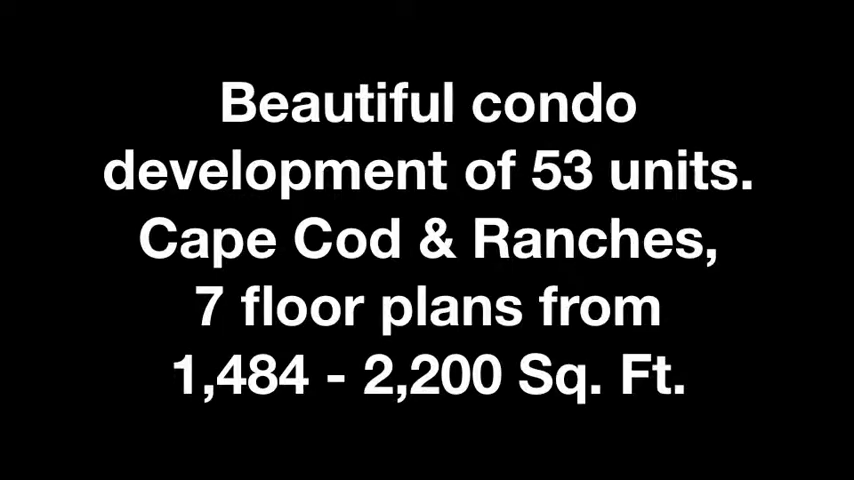 Beautiful condo
development of 53 units.
Cape Cod & Ranches,
7 floor plans from
1,484 - 2,200 Sq. Ft.